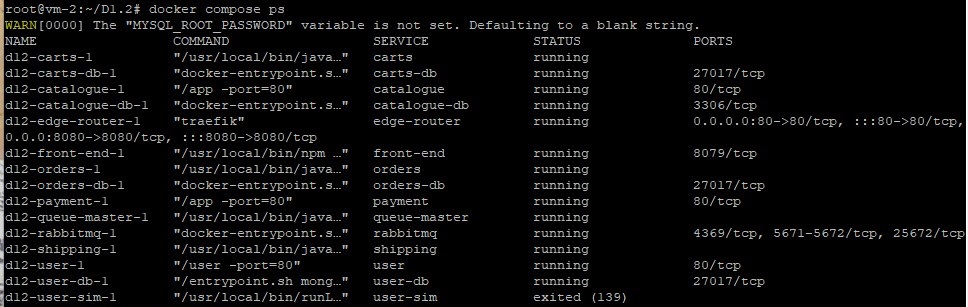 root@vm-2:~/D1.2# docker compose ps
WARN[0000] The "MYSQL_ROOT_PASSWORD" variable is not set. Defaulting to a blank string.
NAME COMMAND SERVICE STATUS PORTS
d12-carts-1 "/usr/local/bin/java…" carts running
d12-carts-db-1 "docker-entrypoint.s…" carts-db running 27017/tcp
d12-catalogue-1 "/app -port=80" catalogue running 80/tcp
d12-catalogue-db-1 "docker-entrypoint.s…" catalogue-db running 3306/tcp
d12-edge-router-1 "traefik" edge-router running 0.0.0.0:80->80/tcp, :::80->80/tcp,
0.0.0:8080->8080/tcp, :::8080->8080/tcp
d12-front-end-1 "/usr/local/bin/npm …" front-end running 8079/tcp
d12-orders-1 "/usr/local/bin/java…" orders running
d12-orders-db-1 "docker-entrypoint.s…" orders-db running 27017/tcp
d12-payment-1 "/app -port=80" payment running 80/tcp
d12-queue-master-1 "/usr/local/bin/java…" queue-master running
d12-rabbitmq-1 "docker-entrypoint.s…" rabbitmq running 4369/tcp, 5671-5672/tcp, 25672/tcp
d12-shipping-1 "/usr/local/bin/java…" shipping running
d12-user-1 "/user -port=80" user running 80/tcp
d12-user-db-1 "/entrypoint.sh mong…" user-db running 27017/tcp
d12-user-sim-1 "/usr/local/bin/runL…" user-sim exited (139)